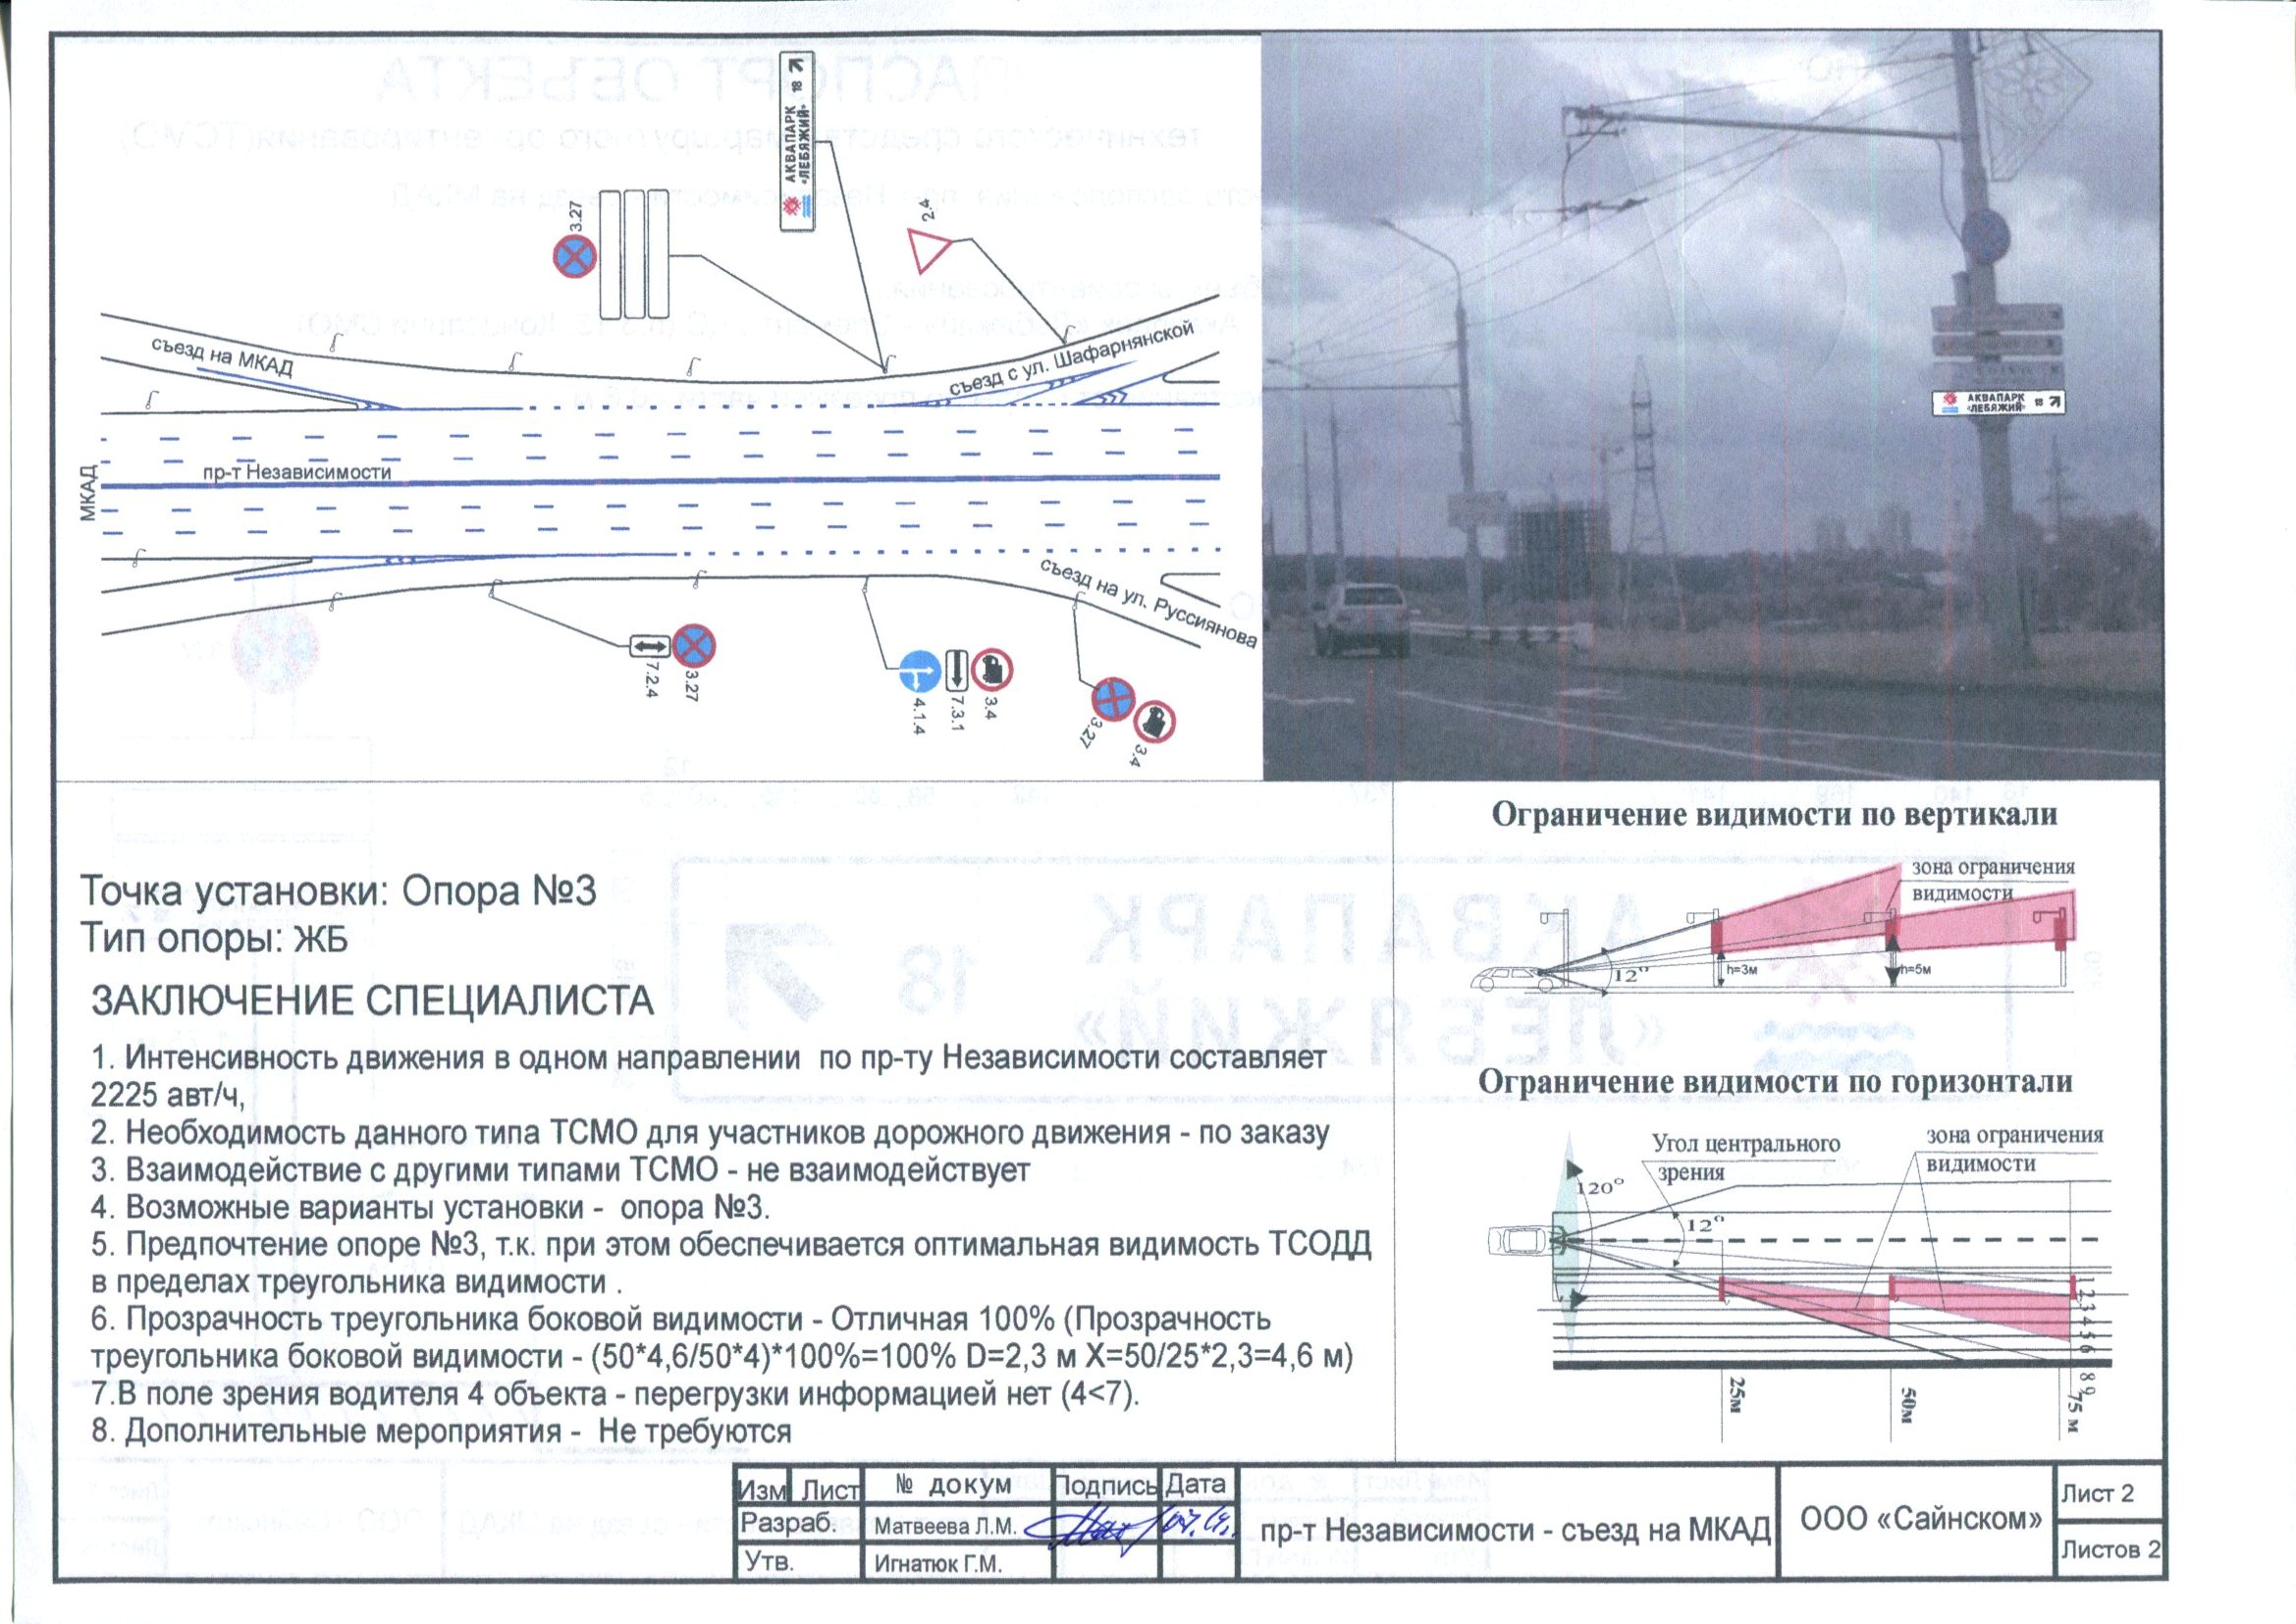 АКВАПАРК
«ЛЕБЯЖИЙ» 18
3.27
2.4
съезд на МКАД
съезд с ул. Шафарнянской
пр-т Независимости
МКАД
съезд на ул. Руссиянова
7.2.4
3.27
4.1.4
7.3.1
3.4
3.27
3.4
АКВАПАРК
«ЛЕБЯЖИЙ» 18
Точка установки: Опора №3
Тип опоры: ЖБ
ЗАКЛЮЧЕНИЕ СПЕЦИАЛИСТА
1. Интенсивность движения в одном направлении по пр-ту Независимости составляет
2225 авт/ч,
2. Необходимость данного типа ТСМО для участников дорожного движения - по заказу
3. Взаимодействие с другими типами ТСМО - не взаимодействует
4. Возможные варианты установки - опора №3.
5. Предпочтение опоре №3, т.к. при этом обеспечивается оптимальная видимость ТСОДД
в пределах треугольника видимости .
6. Прозрачность треугольника боковой видимости - Отличная 100% (Прозрачность
треугольника боковой видимости - (50*4,6/50*4)*100%=100% D=2,3 м X=50/25*2,3=4,6 м)
7.В поле зрения водителя 4 объекта - перегрузки информацией нет (4<7).
8. Дополнительные мероприятия - Не требуются
Ограничение видимости по вертикали
зона ограничения
видимости
12°
h=3м
h=5м
Ограничение видимости по горизонтали
Угол центрального
зрения
зона ограничения
видимости
120°
12°
1 2 3 4 5 6 7 8 9
25м
50м
75 м
Изм Лист № докум Подпись Дата
Разраб. Матвеева Л.М.
Утв. Игнатюк Г.М.
пр-т Независимости - съезд на МКАД
ООО «Сайнском»
Лист 2
Листов 2